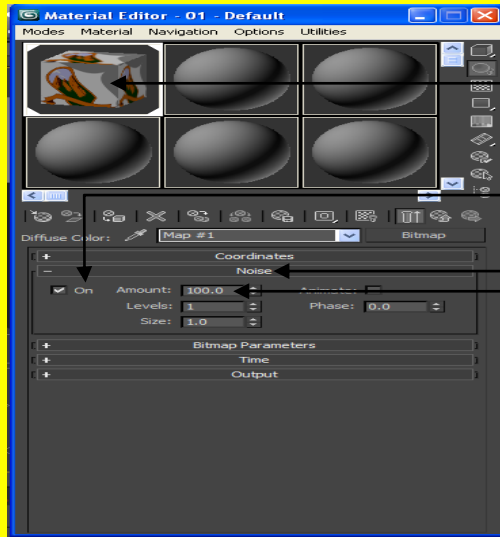 Material Editor - 01 - Default
Modes Material Navigation Options Utilities
Diffuse Color: Map #1 Bitmap
+ Coordinates
- Noise
On Amount: 100.0 Animate:
Levels: 1 Phase: 0.0
Size: 1.0
+ Bitmap Parameters
+ Time
+ Output